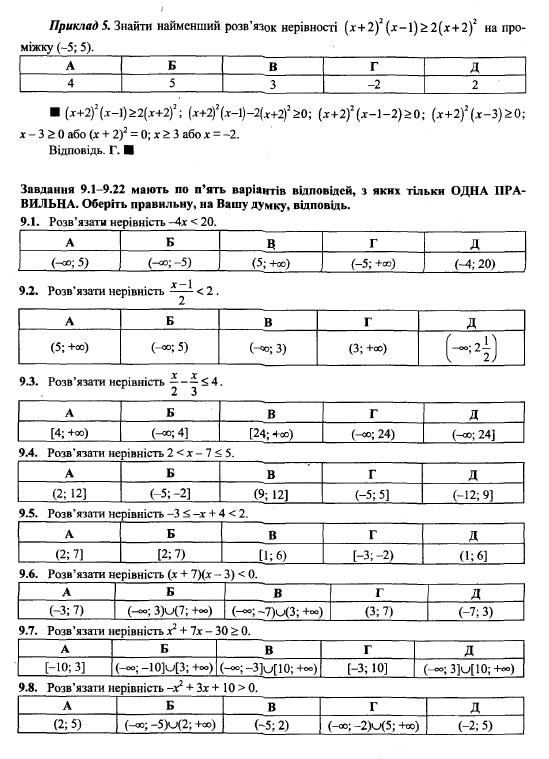 Приклад 5. Знайти найменший розв'язок нерівності (x+2)² (x−1) ≥ 2(x+2)² на про-
міжку (–5; 5).
А Б В Г Д
4 5 3 –2 2
■ (x+2)²(x−1)≥2(x+2)²; (x+2)²(x−1)−2(x+2)²≥0; (x+2)²(x−1−2)≥0; (x+2)²(x−3)≥0;
x – 3 ≥ 0 або (x + 2)² = 0; x ≥ 3 або x = –2.
Відповідь. Г. ■
Завдання 9.1–9.22 мають по п'ять варіантів відповідей, з яких тільки ОДНА ПРА-
ВИЛЬНА. Оберіть правильну, на Вашу думку, відповідь.
9.1. Розв'язати нерівність –4x < 20.
А Б В Г Д
(–∞; 5) (–∞; –5) (5; +∞) (–5; +∞) (–4; 20)
9.2. Розв'язати нерівність (x−1)/2 < 2.
А Б В Г Д
(5; +∞) (–∞; 5) (–∞; 3) (3; +∞) (–∞; 2 1/2)
9.3. Розв'язати нерівність x/2 − x/3 ≤ 4.
А Б В Г Д
[4; +∞) (–∞; 4] [24; +∞) (–∞; 24) (–∞; 24]
9.4. Розв'язати нерівність 2 < x – 7 ≤ 5.
А Б В Г Д
(2; 12] (–5; –2] (9; 12] (–5; 5] (–12; 9]
9.5. Розв'язати нерівність –3 ≤ –x + 4 < 2.
А Б В Г Д
(2; 7] [2; 7) [1; 6) [–3; –2) (1; 6]
9.6. Розв'язати нерівність (x + 7)(x – 3) < 0.
А Б В Г Д
(–3; 7) (–∞; 3)∪(7; +∞) (–∞; –7)∪(3; +∞) (3; 7) (–7; 3)
9.7. Розв'язати нерівність x² + 7x – 30 ≥ 0.
А Б В Г Д
[–10; 3] (–∞; –10]∪[3; +∞) (–∞; –3]∪[10; +∞) [–3; 10] (–∞; 3]∪[10; +∞)
9.8. Розв'язати нерівність –x² + 3x + 10 > 0.
А Б В Г Д
(2; 5) (–∞; –5)∪(2; +∞) (–5; 2) (–∞; –2)∪(5; +∞) (–2; 5)